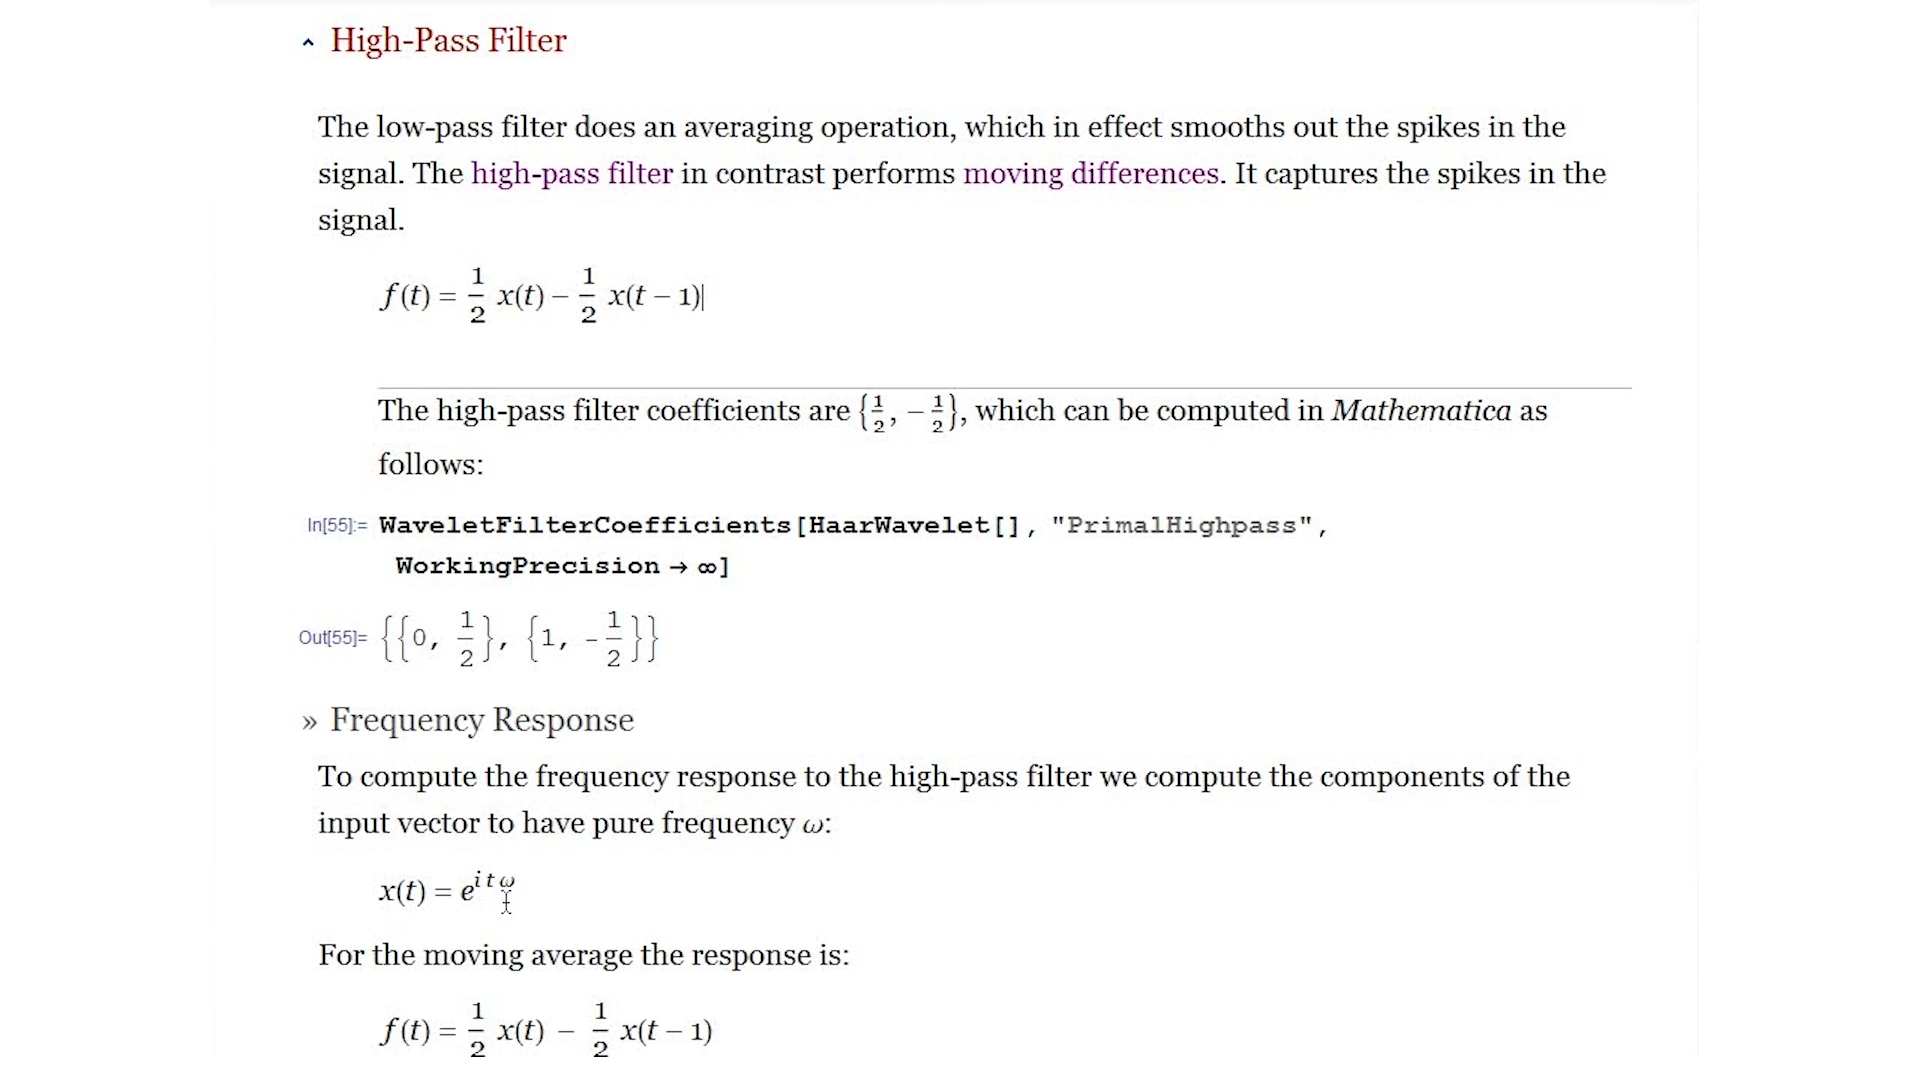 High-Pass Filter
The low-pass filter does an averaging operation, which in effect smooths out the spikes in the
signal. The high-pass filter in contrast performs moving differences. It captures the spikes in the
signal.
f(t) = 1/2 x(t) − 1/2 x(t − 1)
The high-pass filter coefficients are {1/2, −1/2}, which can be computed in Mathematica as
follows:
In[55]:= WaveletFilterCoefficients[HaarWavelet[], "PrimalHighpass",
WorkingPrecision → ∞]
Out[55]= {{0, 1/2}, {1, -1/2}}
» Frequency Response
To compute the frequency response to the high-pass filter we compute the components of the
input vector to have pure frequency ω:
x(t) = e^{i t ω}
For the moving average the response is:
f(t) = 1/2 x(t) − 1/2 x(t − 1)